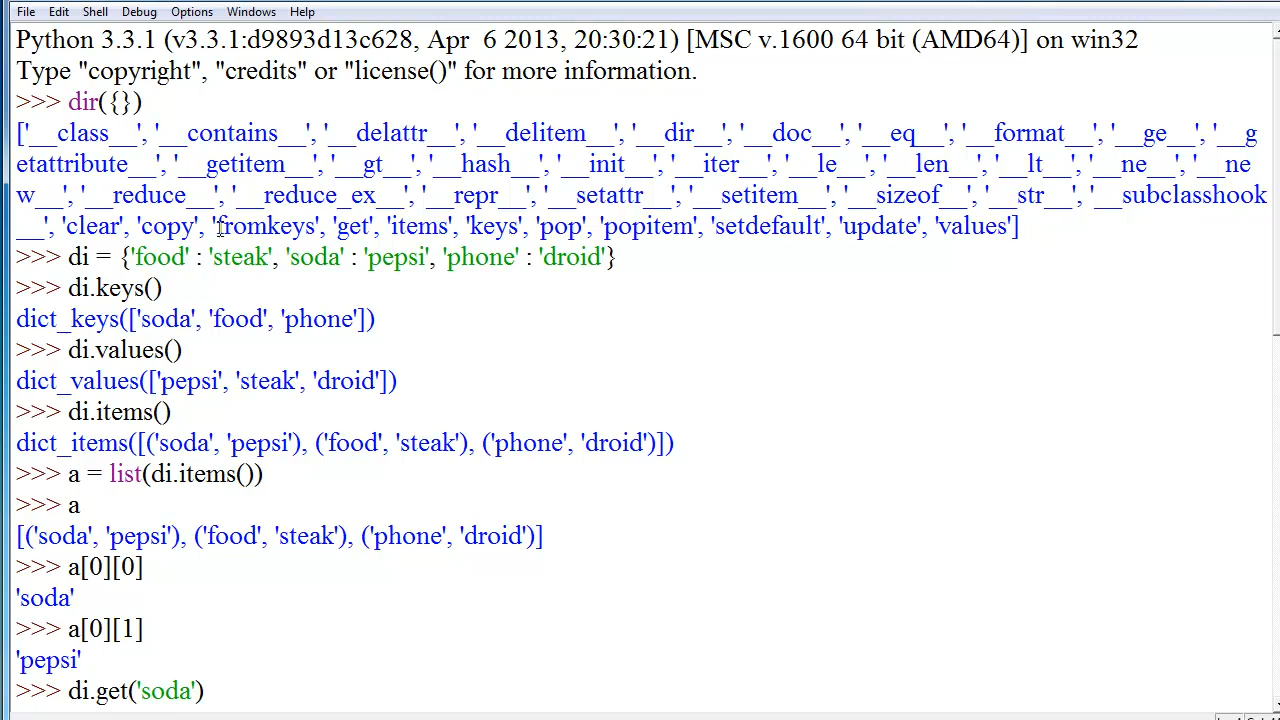 File Edit Shell Debug Options Windows Help
Python 3.3.1 (v3.3.1:d9893d13c628, Apr  6 2013, 20:30:21) [MSC v.1600 64 bit (AMD64)] on win32
Type "copyright", "credits" or "license()" for more information.
>>> dir({})
['__class__', '__contains__', '__delattr__', '__delitem__', '__dir__', '__doc__', '__eq__', '__format__', '__ge__', '__g
etattribute__', '__getitem__', '__gt__', '__hash__', '__init__', '__iter__', '__le__', '__len__', '__lt__', '__ne__', '__ne
w__', '__reduce__', '__reduce_ex__', '__repr__', '__setattr__', '__setitem__', '__sizeof__', '__str__', '__subclasshook
__', 'clear', 'copy', 'fromkeys', 'get', 'items', 'keys', 'pop', 'popitem', 'setdefault', 'update', 'values']
>>> di = {'food' : 'steak', 'soda' : 'pepsi', 'phone' : 'droid'}
>>> di.keys()
dict_keys(['soda', 'food', 'phone'])
>>> di.values()
dict_values(['pepsi', 'steak', 'droid'])
>>> di.items()
dict_items([('soda', 'pepsi'), ('food', 'steak'), ('phone', 'droid')])
>>> a = list(di.items())
>>> a
[('soda', 'pepsi'), ('food', 'steak'), ('phone', 'droid')]
>>> a[0][0]
'soda'
>>> a[0][1]
'pepsi'
>>> di.get('soda')